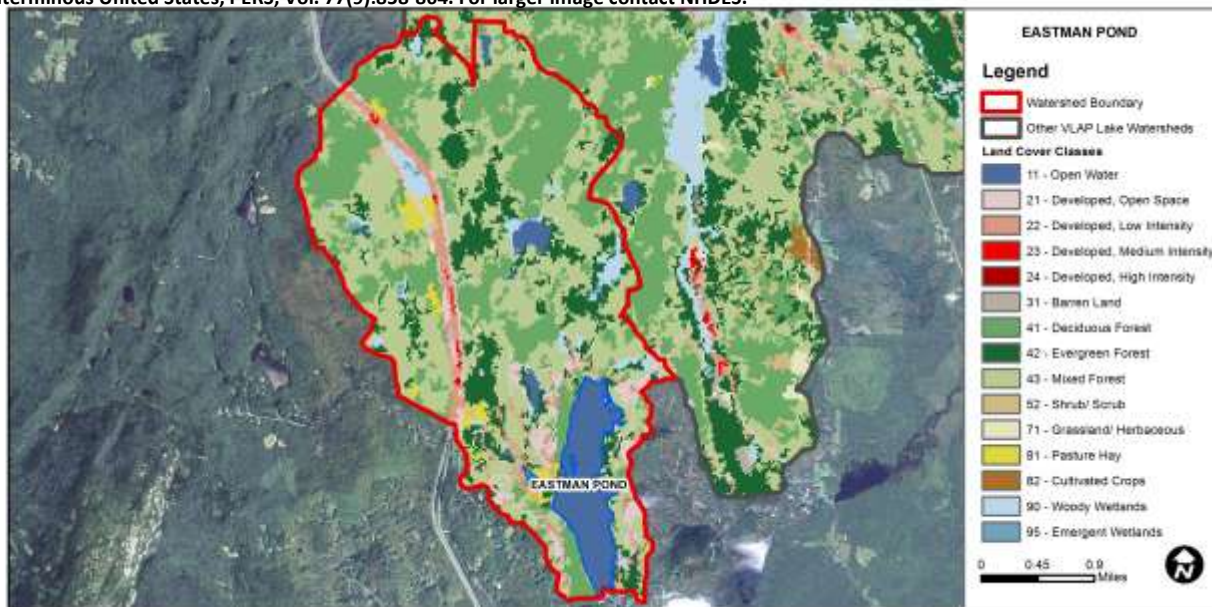 terminous United States, PERS, Vol. 77(9):858-864. For larger image contact NHDES.
EASTMAN POND
Legend
Watershed Boundary
Other VLAP Lake Watersheds
Land Cover Classes
11 - Open Water
21 - Developed, Open Space
22 - Developed, Low Intensity
23 - Developed, Medium Intensity
24 - Developed, High Intensity
31 - Barren Land
41 - Deciduous Forest
42 - Evergreen Forest
43 - Mixed Forest
52 - Shrub/ Scrub
71 - Grassland/ Herbaceous
81 - Pasture Hay
82 - Cultivated Crops
90 - Woody Wetlands
95 - Emergent Wetlands
EASTMAN POND
0 0.45 0.9
Miles
N